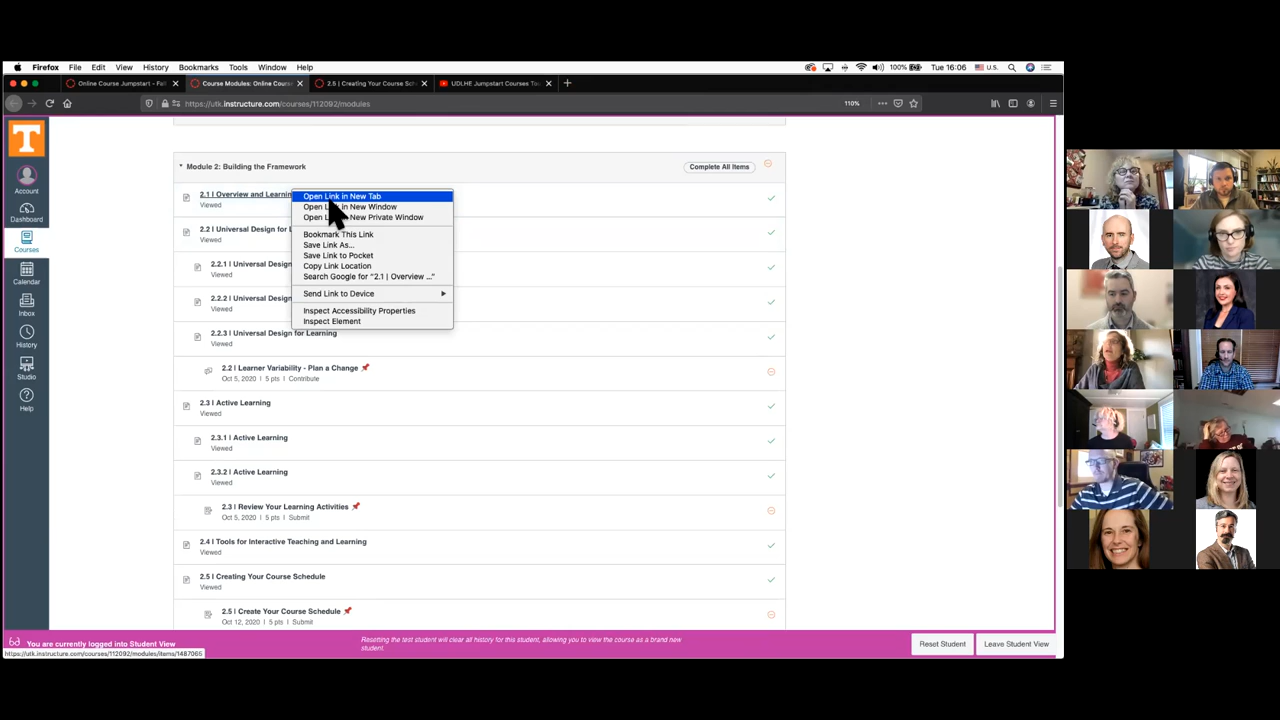 Firefox File Edit View History Bookmarks Tools Window Help 100% Tue 16:06 U.S.
Online Course Jumpstart - Fal
Course Modules: Online Cours
2.5 | Creating Your Course Sch
UDLHE Jumpstart Courses Tou
https://utk.instructure.com/courses/112092/modules 110%
T
Account
Dashboard
Courses
Calendar
Inbox
History
Studio
Help
Module 2: Building the Framework Complete All Items
2.1 | Overview and Learnin
Viewed
2.2 | Universal Design for L
Viewed
2.2.1 | Universal Design
Viewed
2.2.2 | Universal Design
Viewed
2.2.3 | Universal Design for Learning
Viewed
2.2 | Learner Variability - Plan a Change
Oct 5, 2020 | 5 pts | Contribute
2.3 | Active Learning
Viewed
2.3.1 | Active Learning
Viewed
2.3.2 | Active Learning
Viewed
2.3 | Review Your Learning Activities
Oct 5, 2020 | 5 pts | Submit
2.4 | Tools for Interactive Teaching and Learning
Viewed
2.5 | Creating Your Course Schedule
Viewed
2.5 | Create Your Course Schedule
Oct 12, 2020 | 5 pts | Submit
Open Link in New Tab
Open Link in New Window
Open New Private Window
Bookmark This Link
Save Link As...
Save Link to Pocket
Copy Link Location
Search Google for "2.1 | Overview ..."
Send Link to Device
Inspect Accessibility Properties
Inspect Element
You are currently logged into Student View
Resetting the test student will clear all history for this student, allowing you to view the course as a brand new
student.
Reset Student Leave Student View
https://utk.instructure.com/courses/112092/modules/items/1487065